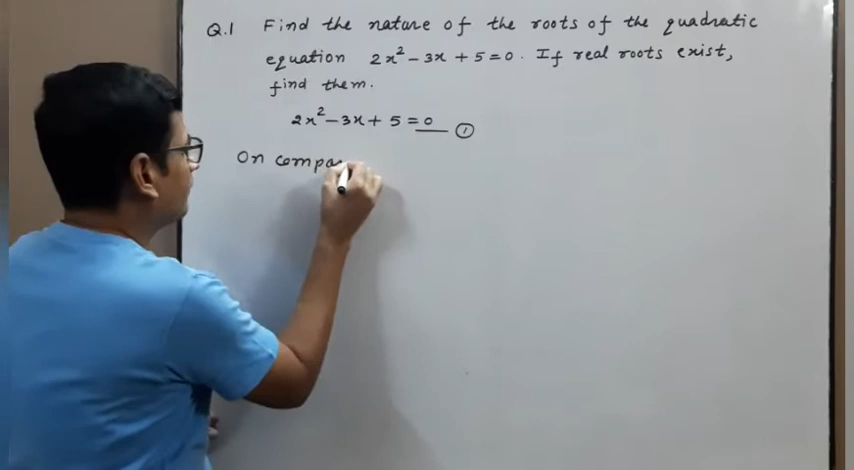 Q.1 Find the nature of the roots of the quadratic
equation 2x² - 3x + 5 = 0. If real roots exist,
find them.
2x² - 3x + 5 = 0 — ①
On compa